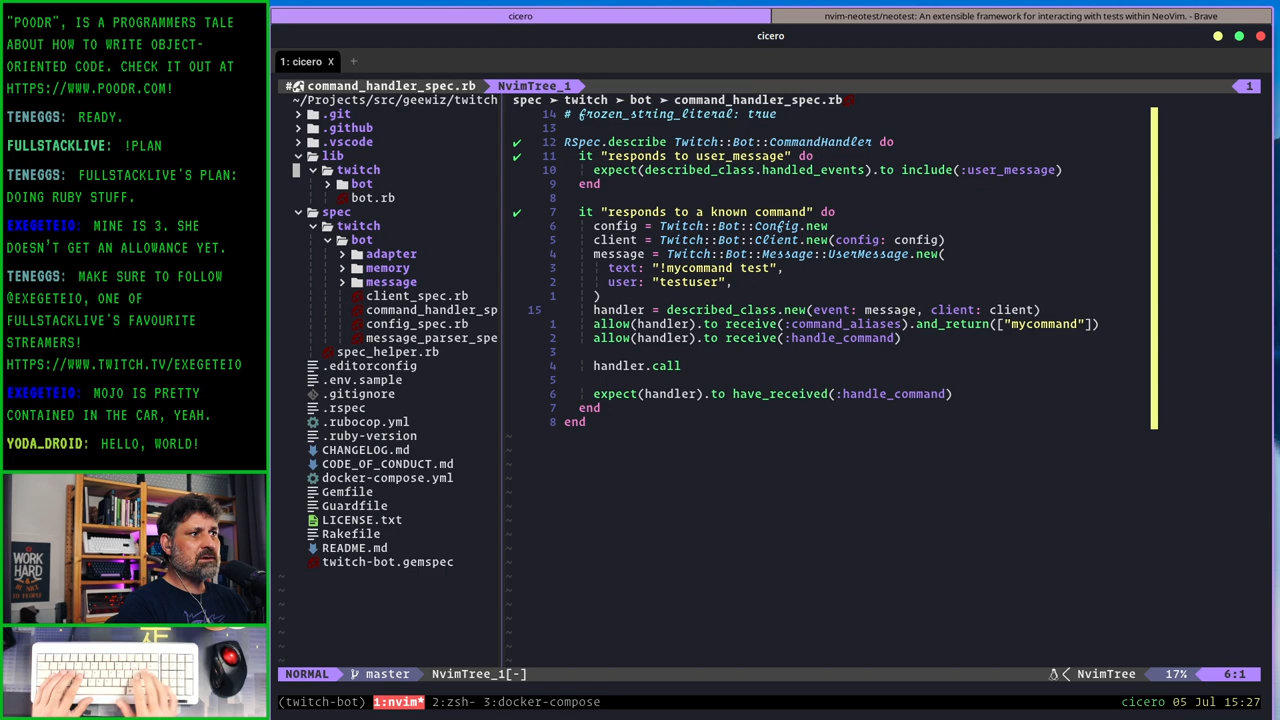 "POODR", IS A PROGRAMMERS TALE
ABOUT HOW TO WRITE OBJECT-
ORIENTED CODE. CHECK IT OUT AT
HTTPS://WWW.POODR.COM!
TENEGGS: READY.
FULLSTACKLIVE: !PLAN
TENEGGS: FULLSTACKLIVE'S PLAN:
DOING RUBY STUFF.
EXEGETEIO: MINE IS 3. SHE
DOESN'T GET AN ALLOWANCE YET.
TENEGGS: MAKE SURE TO FOLLOW
@EXEGETEIO, ONE OF
FULLSTACKLIVE'S FAVOURITE
STREAMERS!
HTTPS://WWW.TWITCH.TV/EXEGETEIO
EXEGETEIO: MOJO IS PRETTY
CONTAINED IN THE CAR, YEAH.
YODA_DROID: HELLO, WORLD!
WORK
HARD
cicero
nvim-neotest/neotest: An extensible framework for interacting with tests within NeoVim. - Brave
cicero
1: cicero X +
command_handler_spec.rb NvimTree_1 1
~/Projects/src/geewiz/twitch
.git
.github
.vscode
lib
twitch
bot
bot.rb
spec
twitch
bot
adapter
memory
message
client_spec.rb
command_handler_sp
config_spec.rb
message_parser_spe
spec_helper.rb
.editorconfig
.env.sample
.gitignore
.rspec
.rubocop.yml
.ruby-version
CHANGELOG.md
CODE_OF_CONDUCT.md
docker-compose.yml
Gemfile
Guardfile
LICENSE.txt
Rakefile
README.md
twitch-bot.gemspec
spec ➤ twitch ➤ bot ➤ command_handler_spec.rb
14 # frozen_string_literal: true
13
12 RSpec.describe Twitch::Bot::CommandHandler do
11 it "responds to user_message" do
10 expect(described_class.handled_events).to include(:user_message)
9 end
8
7 it "responds to a known command" do
6 config = Twitch::Bot::Config.new
5 client = Twitch::Bot::Client.new(config: config)
4 message = Twitch::Bot::Message::UserMessage.new(
3 text: "!mycommand test",
2 user: "testuser",
1 )
15 handler = described_class.new(event: message, client: client)
1 allow(handler).to receive(:command_aliases).and_return(["mycommand"])
2 allow(handler).to receive(:handle_command)
3
4 handler.call
5
6 expect(handler).to have_received(:handle_command)
7 end
8 end
NORMAL master NvimTree_1[-] NvimTree 17% 6:1
(twitch-bot) 1:nvim* 2:zsh- 3:docker-compose cicero 05 Jul 15:27